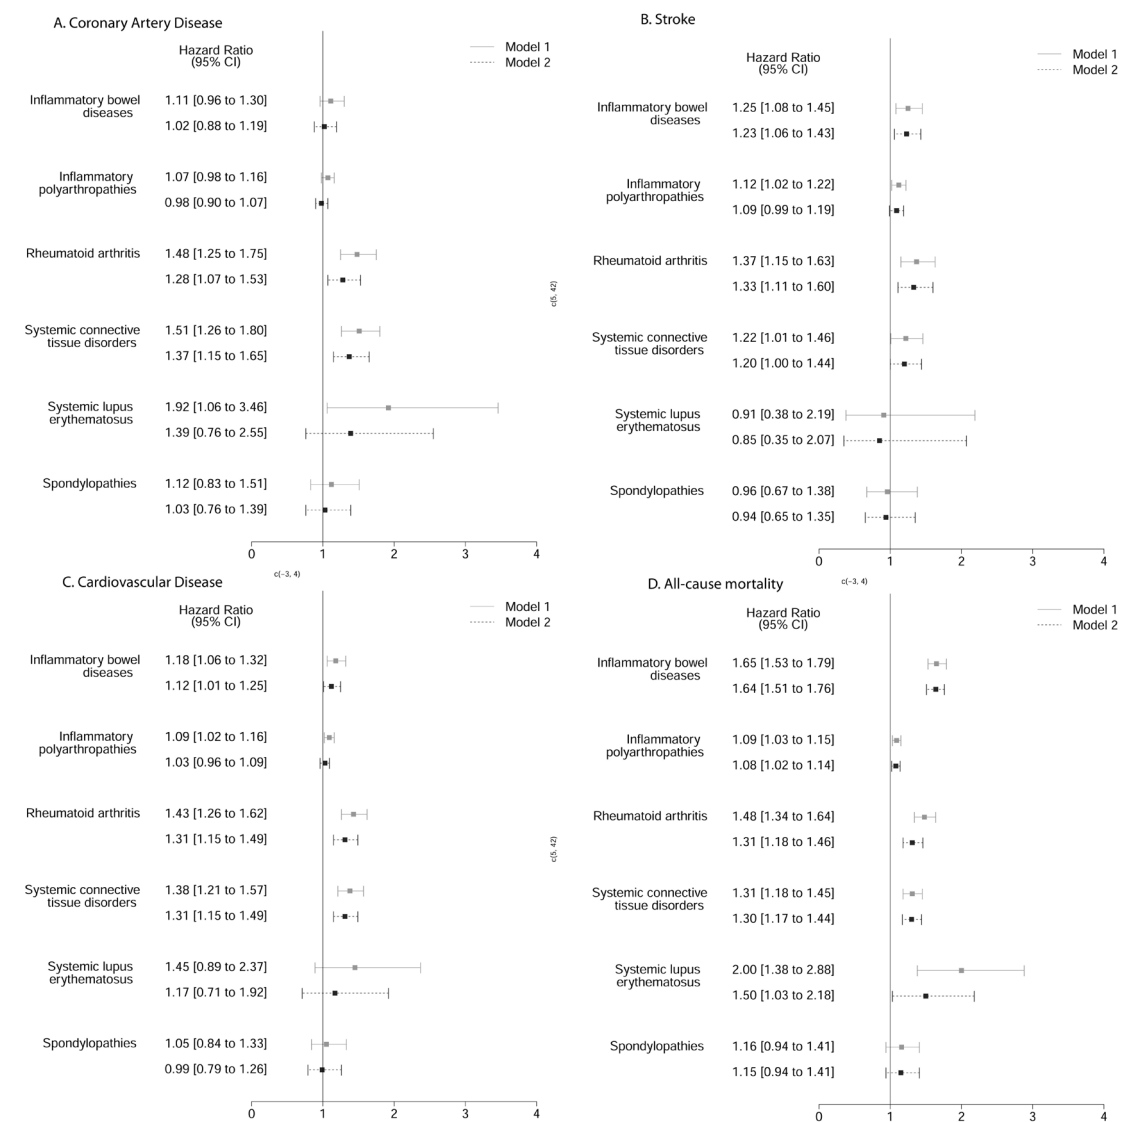 A. Coronary Artery Disease
Hazard Ratio
(95% CI)
Model 1
Model 2
Inflammatory bowel
diseases
1.11 [0.96 to 1.30]
1.02 [0.88 to 1.19]
Inflammatory
polyarthropathies
1.07 [0.98 to 1.16]
0.98 [0.90 to 1.07]
Rheumatoid arthritis
1.48 [1.25 to 1.75]
1.28 [1.07 to 1.53]
Systemic connective
tissue disorders
1.51 [1.26 to 1.80]
1.37 [1.15 to 1.65]
Systemic lupus
erythematosus
1.92 [1.06 to 3.46]
1.39 [0.76 to 2.55]
Spondylopathies
1.12 [0.83 to 1.51]
1.03 [0.76 to 1.39]
0 1 2 3 4
c(−3, 4)
B. Stroke
Hazard Ratio
(95% CI)
Model 1
Model 2
c(5, 42)
Inflammatory bowel
diseases
1.25 [1.08 to 1.45]
1.23 [1.06 to 1.43]
Inflammatory
polyarthropathies
1.12 [1.02 to 1.22]
1.09 [0.99 to 1.19]
Rheumatoid arthritis
1.37 [1.15 to 1.63]
1.33 [1.11 to 1.60]
Systemic connective
tissue disorders
1.22 [1.01 to 1.46]
1.20 [1.00 to 1.44]
Systemic lupus
erythematosus
0.91 [0.38 to 2.19]
0.85 [0.35 to 2.07]
Spondylopathies
0.96 [0.67 to 1.38]
0.94 [0.65 to 1.35]
0 1 2 3 4
c(−3, 4)
C. Cardiovascular Disease
Hazard Ratio
(95% CI)
Model 1
Model 2
Inflammatory bowel
diseases
1.18 [1.06 to 1.32]
1.12 [1.01 to 1.25]
Inflammatory
polyarthropathies
1.09 [1.02 to 1.16]
1.03 [0.96 to 1.09]
Rheumatoid arthritis
1.43 [1.26 to 1.62]
1.31 [1.15 to 1.49]
Systemic connective
tissue disorders
1.38 [1.21 to 1.57]
1.31 [1.15 to 1.49]
Systemic lupus
erythematosus
1.45 [0.89 to 2.37]
1.17 [0.71 to 1.92]
Spondylopathies
1.05 [0.84 to 1.33]
0.99 [0.79 to 1.26]
0 1 2 3 4
D. All-cause mortality
Hazard Ratio
(95% CI)
Model 1
Model 2
c(5, 42)
Inflammatory bowel
diseases
1.65 [1.53 to 1.79]
1.64 [1.51 to 1.76]
Inflammatory
polyarthropathies
1.09 [1.03 to 1.15]
1.08 [1.02 to 1.14]
Rheumatoid arthritis
1.48 [1.34 to 1.64]
1.31 [1.18 to 1.46]
Systemic connective
tissue disorders
1.31 [1.18 to 1.45]
1.30 [1.17 to 1.44]
Systemic lupus
erythematosus
2.00 [1.38 to 2.88]
1.50 [1.03 to 2.18]
Spondylopathies
1.16 [0.94 to 1.41]
1.15 [0.94 to 1.41]
0 1 2 3 4